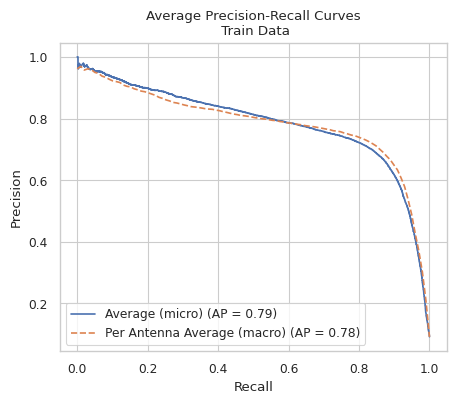 Average Precision-Recall Curves
Train Data
1.0
0.8
0.6
0.4
0.2
Precision
Average (micro) (AP = 0.79)
Per Antenna Average (macro) (AP = 0.78)
0.0 0.2 0.4 0.6 0.8 1.0
Recall